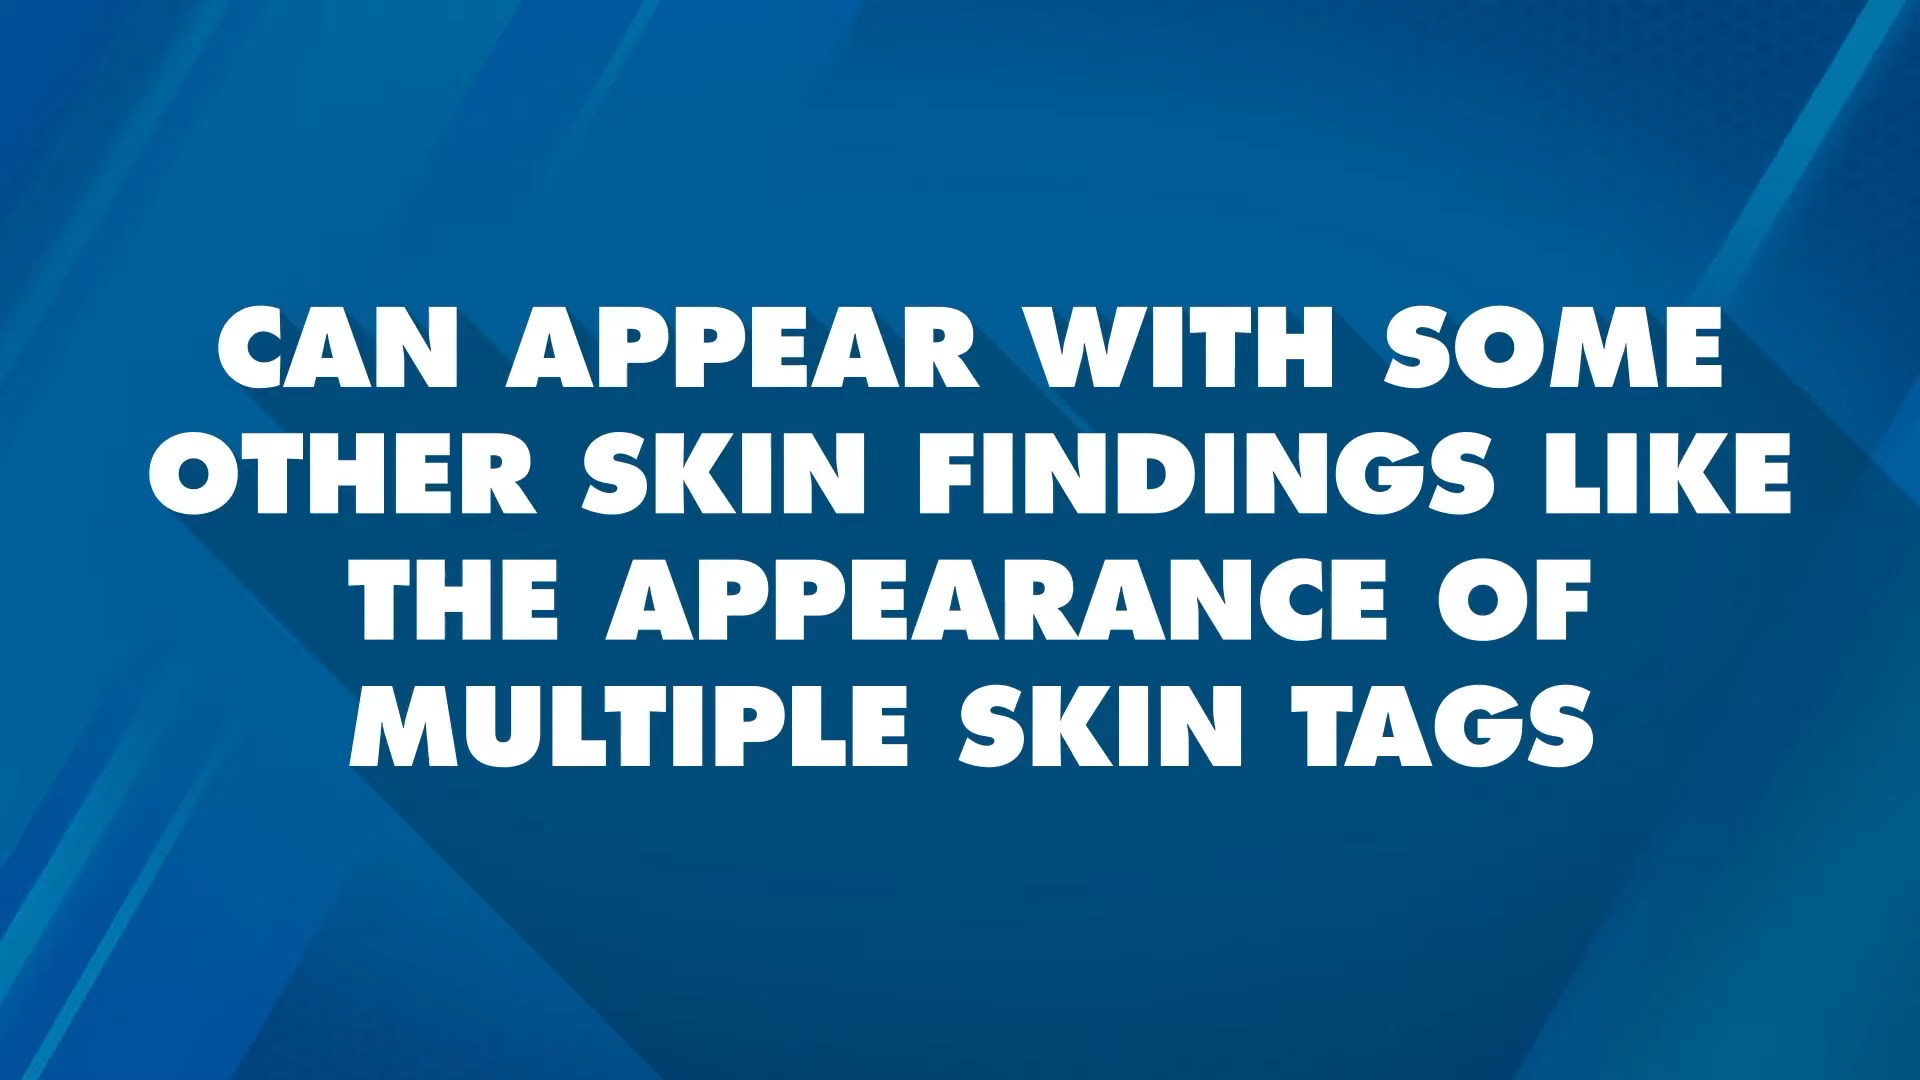 CAN APPEAR WITH SOME
OTHER SKIN FINDINGS LIKE
THE APPEARANCE OF
MULTIPLE SKIN TAGS